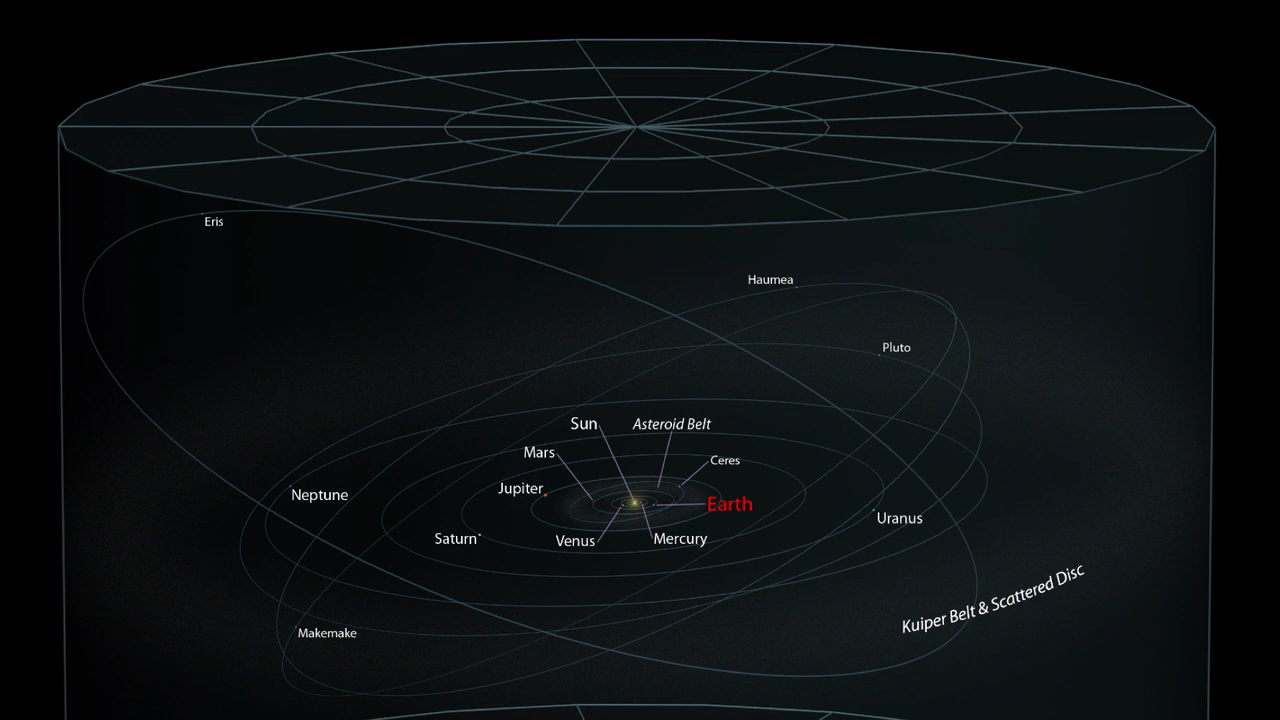 Eris
Haumea
Pluto
Sun
Asteroid Belt
Mars
Ceres
Jupiter
Neptune
Earth
Uranus
Saturn
Venus
Mercury
Kuiper Belt & Scattered Disc
Makemake